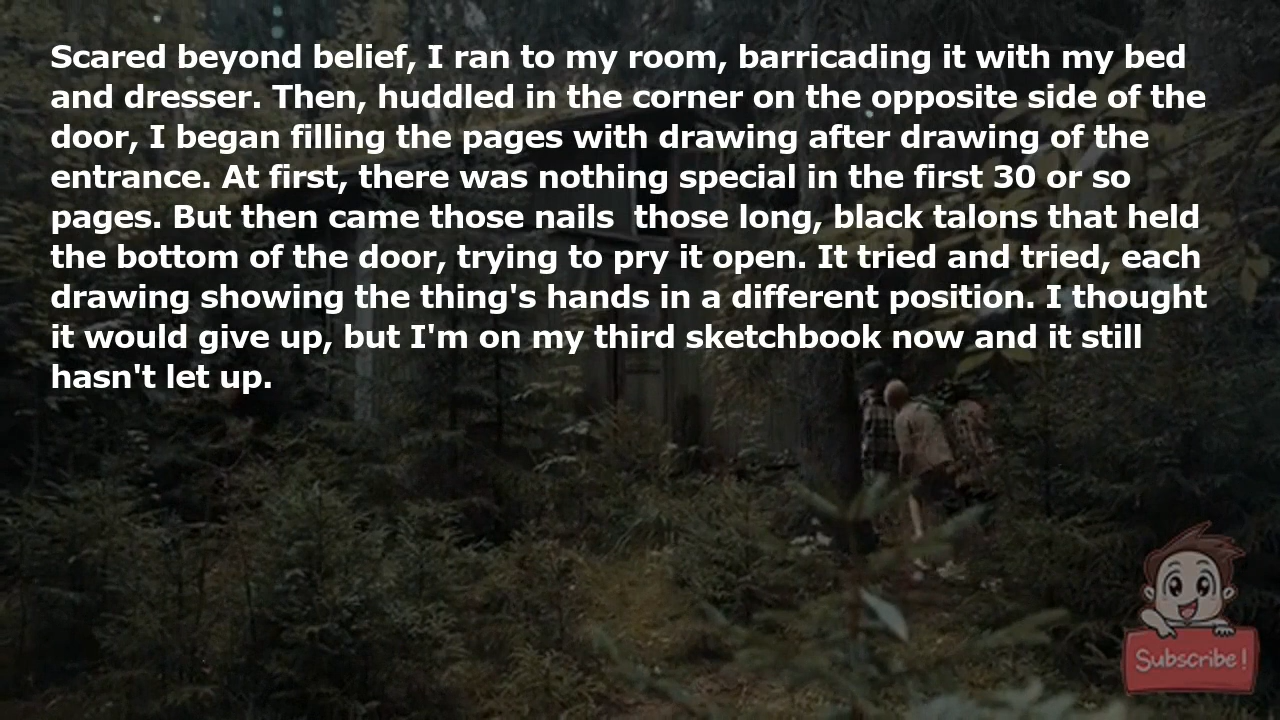 Scared beyond belief, I ran to my room, barricading it with my bed
and dresser. Then, huddled in the corner on the opposite side of the
door, I began filling the pages with drawing after drawing of the
entrance. At first, there was nothing special in the first 30 or so
pages. But then came those nails  those long, black talons that held
the bottom of the door, trying to pry it open. It tried and tried, each
drawing showing the thing's hands in a different position. I thought
it would give up, but I'm on my third sketchbook now and it still
hasn't let up.
Subscribe!